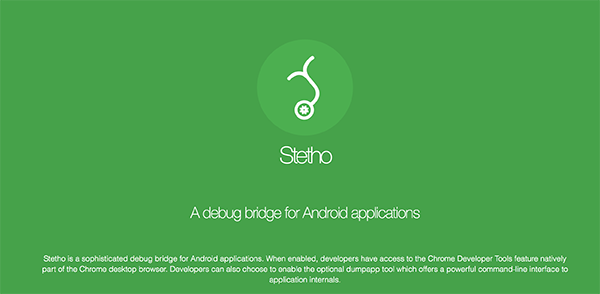 Stetho
A debug bridge for Android applications
Stetho is a sophisticated debug bridge for Android applications. When enabled, developers have access to the Chrome Developer Tools feature natively
part of the Chrome desktop browser. Developers can also choose to enable the optional dumpapp tool which offers a powerful command-line interface to
application internals.